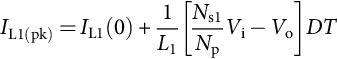 I_{L1(pk)} = I_{L1}(0) + \frac{1}{L_1}\left[\frac{N_{s1}}{N_p}V_i - V_o\right]DT